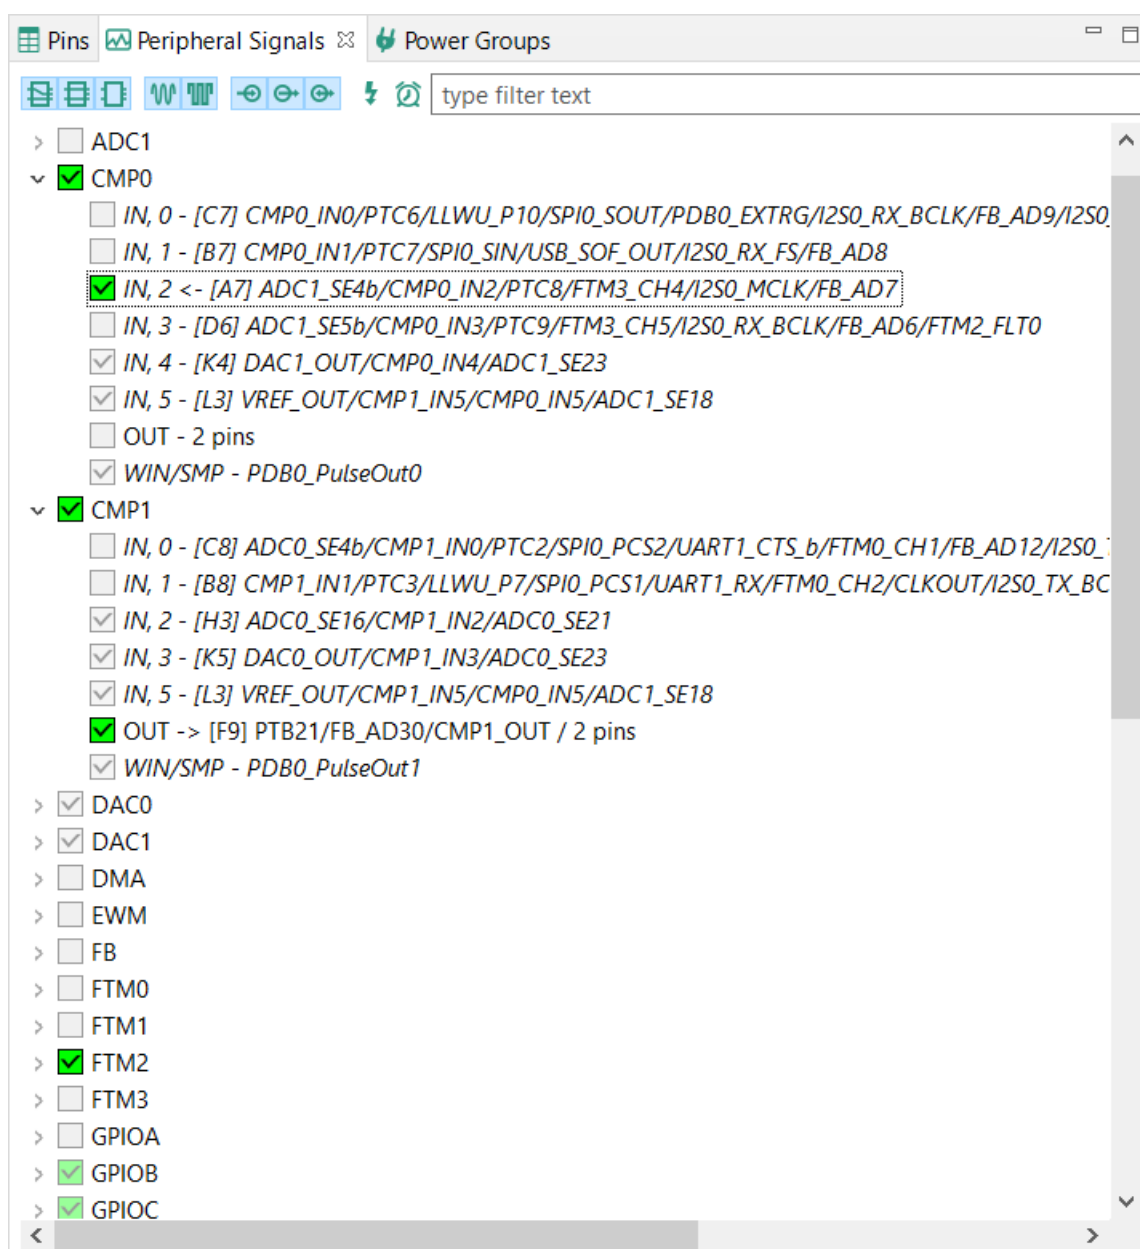 Pins Peripheral Signals Power Groups
type filter text
ADC1
CMP0
IN, 0 - [C7] CMP0_IN0/PTC6/LLWU_P10/SPI0_SOUT/PDB0_EXTRG/I2S0_RX_BCLK/FB_AD9/I2S0_
IN, 1 - [B7] CMP0_IN1/PTC7/SPI0_SIN/USB_SOF_OUT/I2S0_RX_FS/FB_AD8
IN, 2 <- [A7] ADC1_SE4b/CMP0_IN2/PTC8/FTM3_CH4/I2S0_MCLK/FB_AD7
IN, 3 - [D6] ADC1_SE5b/CMP0_IN3/PTC9/FTM3_CH5/I2S0_RX_BCLK/FB_AD6/FTM2_FLT0
IN, 4 - [K4] DAC1_OUT/CMP0_IN4/ADC1_SE23
IN, 5 - [L3] VREF_OUT/CMP1_IN5/CMP0_IN5/ADC1_SE18
OUT - 2 pins
WIN/SMP - PDB0_PulseOut0
CMP1
IN, 0 - [C8] ADC0_SE4b/CMP1_IN0/PTC2/SPI0_PCS2/UART1_CTS_b/FTM0_CH1/FB_AD12/I2S0_
IN, 1 - [B8] CMP1_IN1/PTC3/LLWU_P7/SPI0_PCS1/UART1_RX/FTM0_CH2/CLKOUT/I2S0_TX_BC
IN, 2 - [H3] ADC0_SE16/CMP1_IN2/ADC0_SE21
IN, 3 - [K5] DAC0_OUT/CMP1_IN3/ADC0_SE23
IN, 5 - [L3] VREF_OUT/CMP1_IN5/CMP0_IN5/ADC1_SE18
OUT -> [F9] PTB21/FB_AD30/CMP1_OUT / 2 pins
WIN/SMP - PDB0_PulseOut1
DAC0
DAC1
DMA
EWM
FB
FTM0
FTM1
FTM2
FTM3
GPIOA
GPIOB
GPIOC